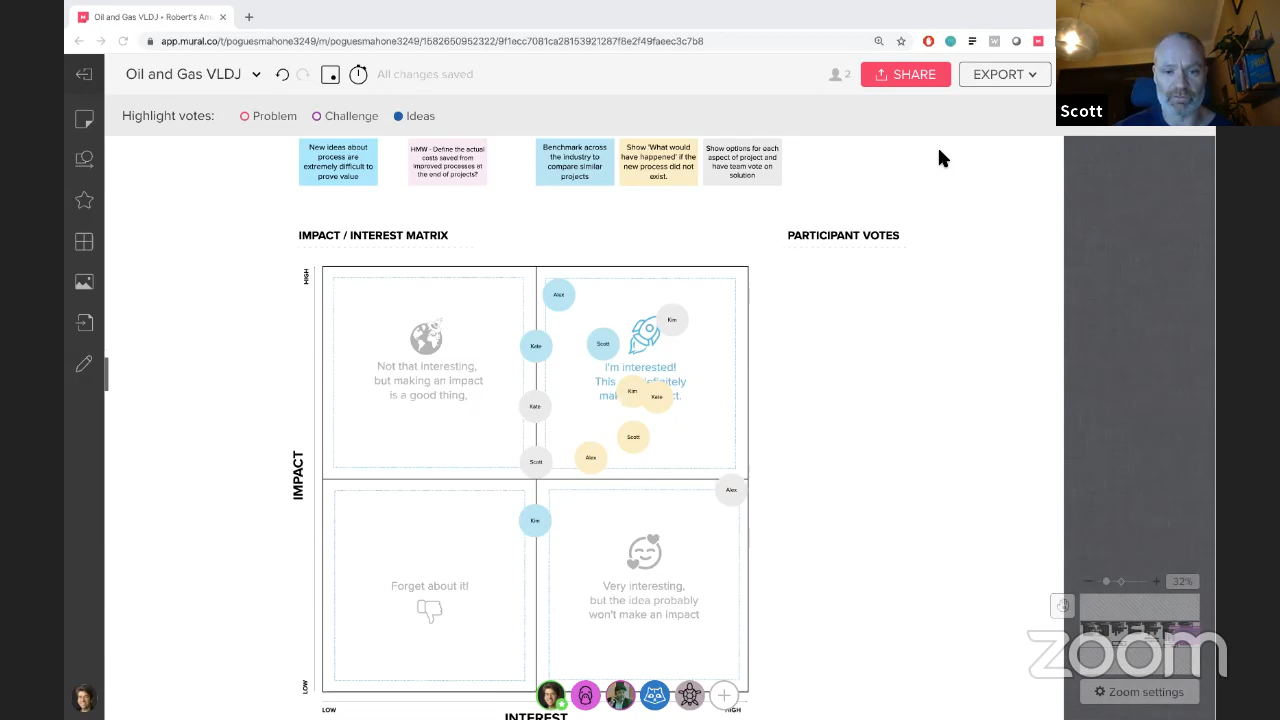 Oil and Gas VLDJ • Robert's Am
app.mural.co/t/poguesmahone3249/m/poguesmahone3249/1582650952322/9f1ecc7081ca28153921287f8e2f49faeec3c7b8
Oil and Gas VLDJ
All changes saved
2
SHARE
EXPORT
Scott
Highlight votes:
Problem
Challenge
Ideas
New ideas about
process are
extremely difficult to
prove value
HMW - Define the actual
costs saved from
improved processes at
the end of projects?
Benchmark across
the industry to
compare similar
projects
Show 'What would
have happened' if the
new process did not
exist.
Show options for each
aspect of project and
have team vote on
solution
IMPACT / INTEREST MATRIX
PARTICIPANT VOTES
HIGH
Alex
Kim
Kate
Scott
Not that interesting,
but making an impact
is a good thing,
I'm interested!
Kim
Kate
Kate
Scott
Alex
Scott
IMPACT
Alex
Kim
Forget about it!
Very interesting,
but the idea probably
won't make an impact
32%
zoom
Zoom settings
LOW
LOW
INTEREST
HIGH